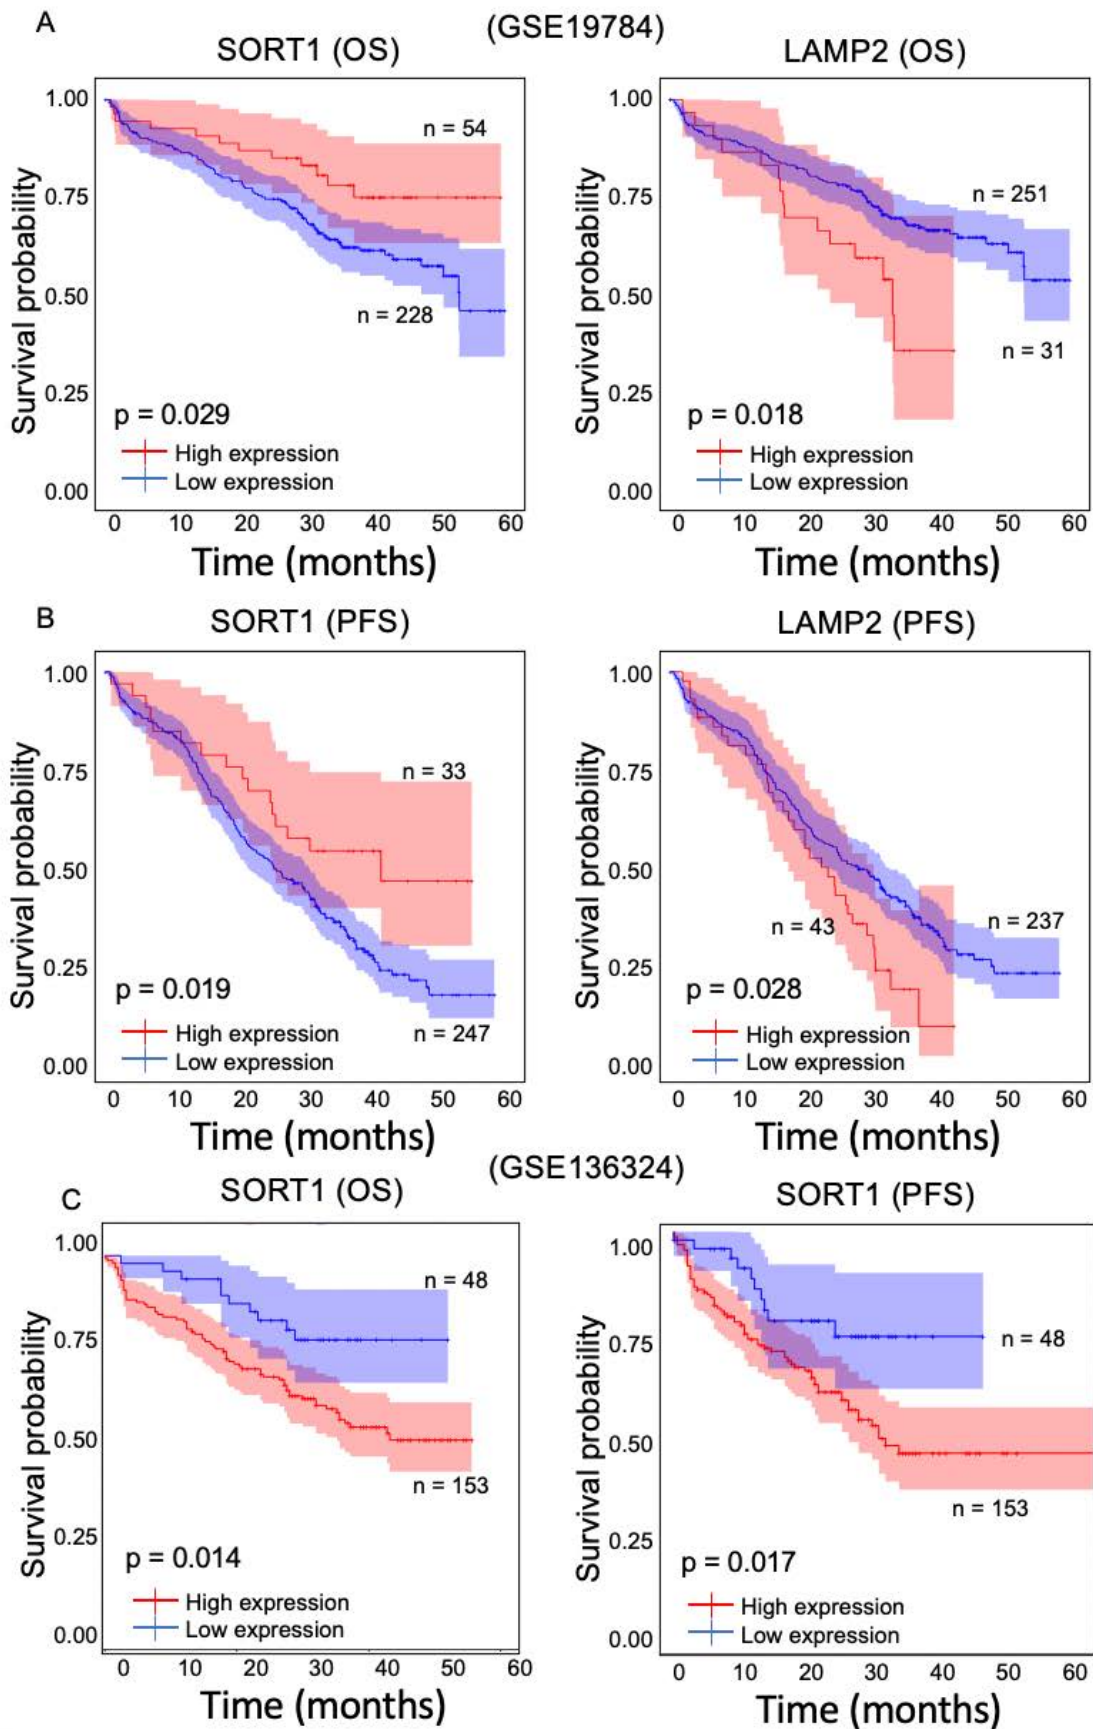 A
(GSE19784)
SORT1 (OS)
LAMP2 (OS)
Survival probability
1.00
0.75
0.50
0.25
0.00
n = 54
n = 228
p = 0.029
High expression
Low expression
0 10 20 30 40 50 60
Time (months)
Survival probability
1.00
0.75
0.50
0.25
0.00
n = 251
n = 31
p = 0.018
High expression
Low expression
0 10 20 30 40 50 60
Time (months)
B
SORT1 (PFS)
LAMP2 (PFS)
Survival probability
1.00
0.75
0.50
0.25
0.00
n = 33
p = 0.019
n = 247
High expression
Low expression
0 10 20 30 40 50 60
Time (months)
Survival probability
1.00
0.75
0.50
0.25
0.00
n = 43
n = 237
p = 0.028
High expression
Low expression
0 10 20 30 40 50 60
Time (months)
(GSE136324)
C
SORT1 (OS)
SORT1 (PFS)
Survival probability
1.00
0.75
0.50
0.25
0.00
n = 48
n = 153
p = 0.014
High expression
Low expression
0 10 20 30 40 50 60
Time (months)
Survival probability
1.00
0.75
0.50
0.25
0.00
n = 48
n = 153
p = 0.017
High expression
Low expression
0 10 20 30 40 50 60
Time (months)